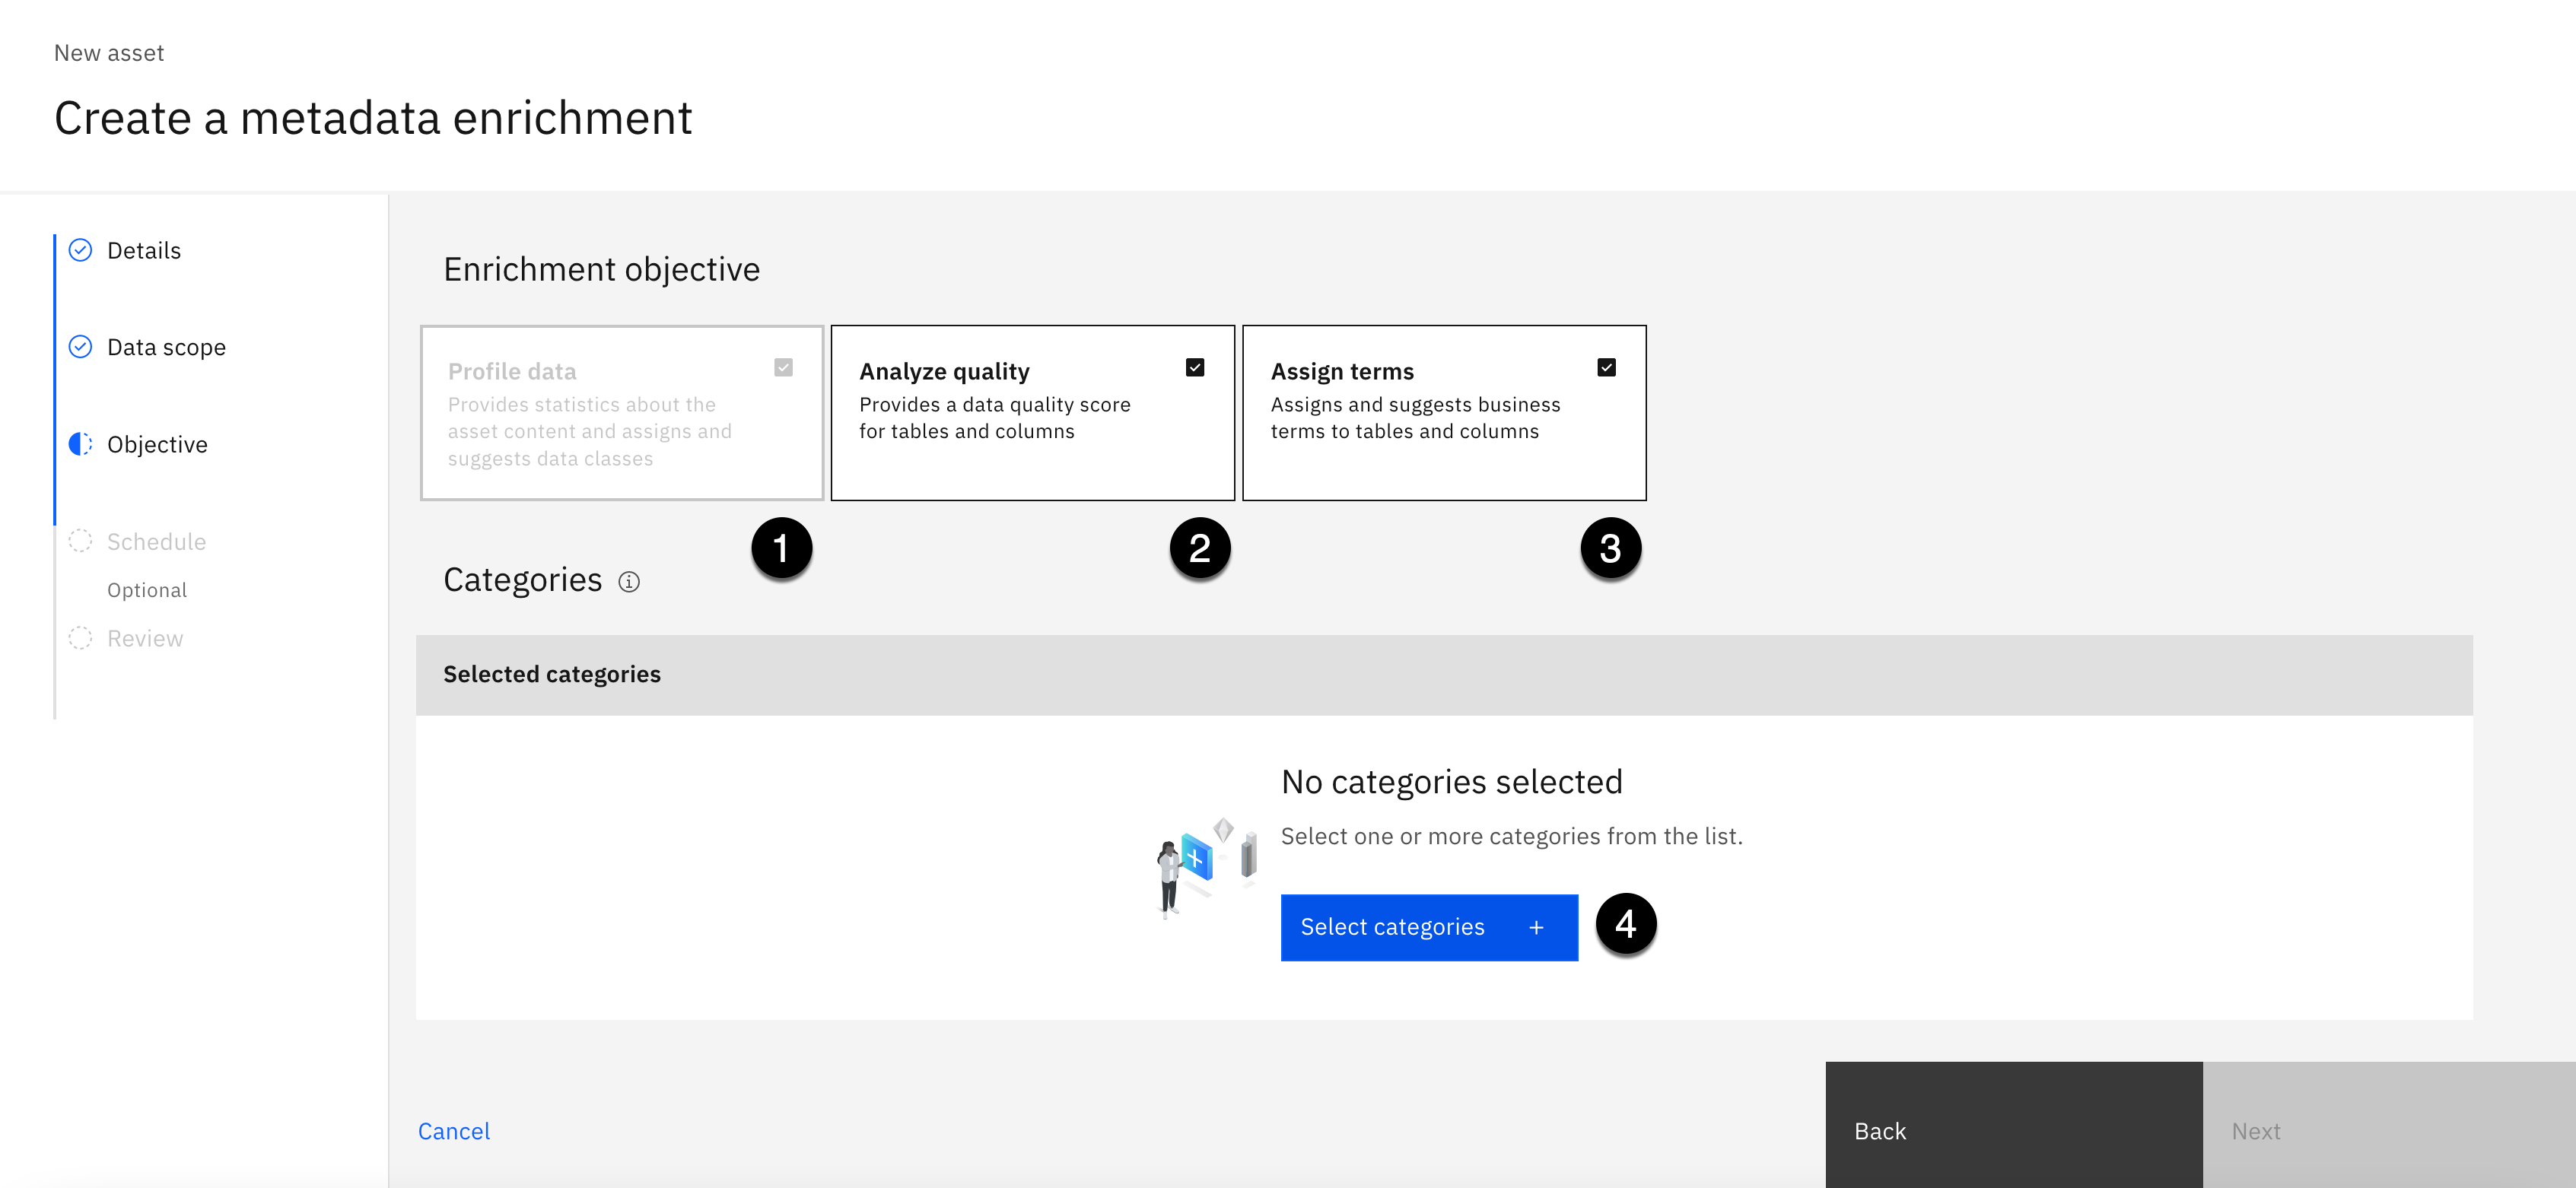 New asset
Create a metadata enrichment
Details
Data scope
Objective
Schedule
Optional
Review
Enrichment objective
Profile data
Provides statistics about the
asset content and assigns and
suggests data classes
Analyze quality
Provides a data quality score
for tables and columns
Assign terms
Assigns and suggests business
terms to tables and columns
1
2
3
Categories
Selected categories
No categories selected
Select one or more categories from the list.
Select categories +
4
Cancel
Back
Next